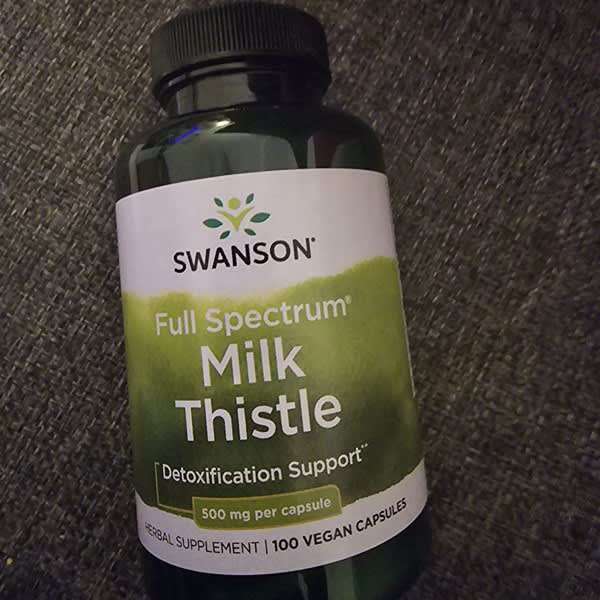 SWANSON®
Full Spectrum®
Milk
Thistle
Detoxification Support**
500 mg per capsule
HERBAL SUPPLEMENT | 100 VEGAN CAPSULES